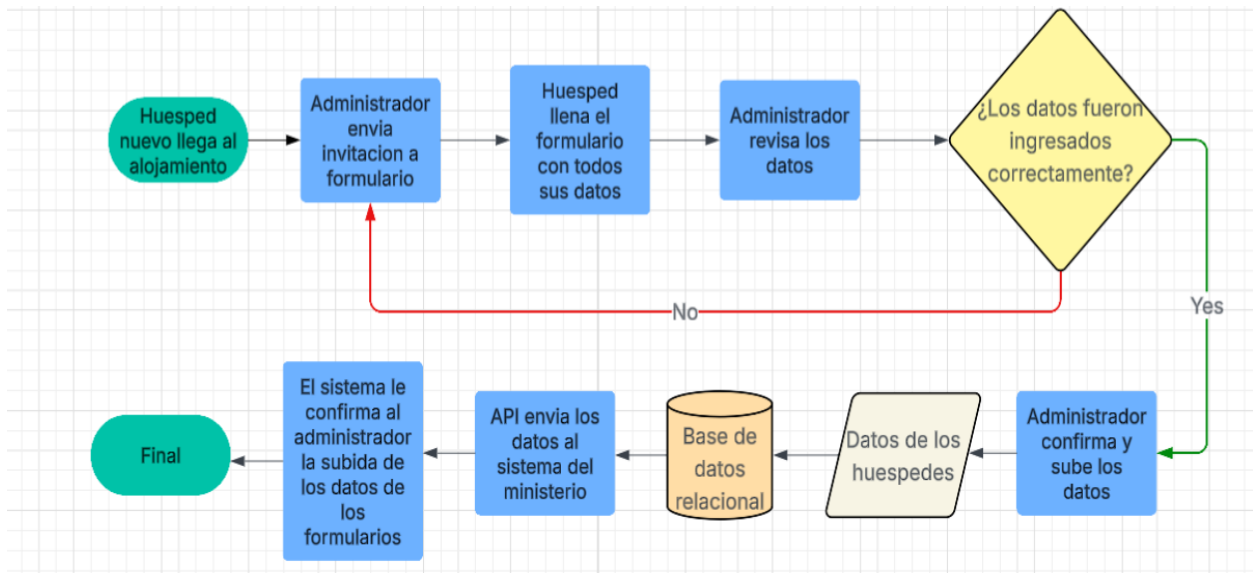 Huesped
nuevo llega al
alojamiento
Administrador
envia
invitacion a
formulario
Huesped
llena el
formulario
con todos
sus datos
Administrador
revisa los
datos
¿Los datos fueron
ingresados
correctamente?
No
Yes
Administrador
confirma y
sube los
datos
Datos de los
huespedes
Base de
datos
relacional
API envia los
datos al
sistema del
ministerio
El sistema le
confirma al
administrador
la subida de
los datos de
los
formularios
Final